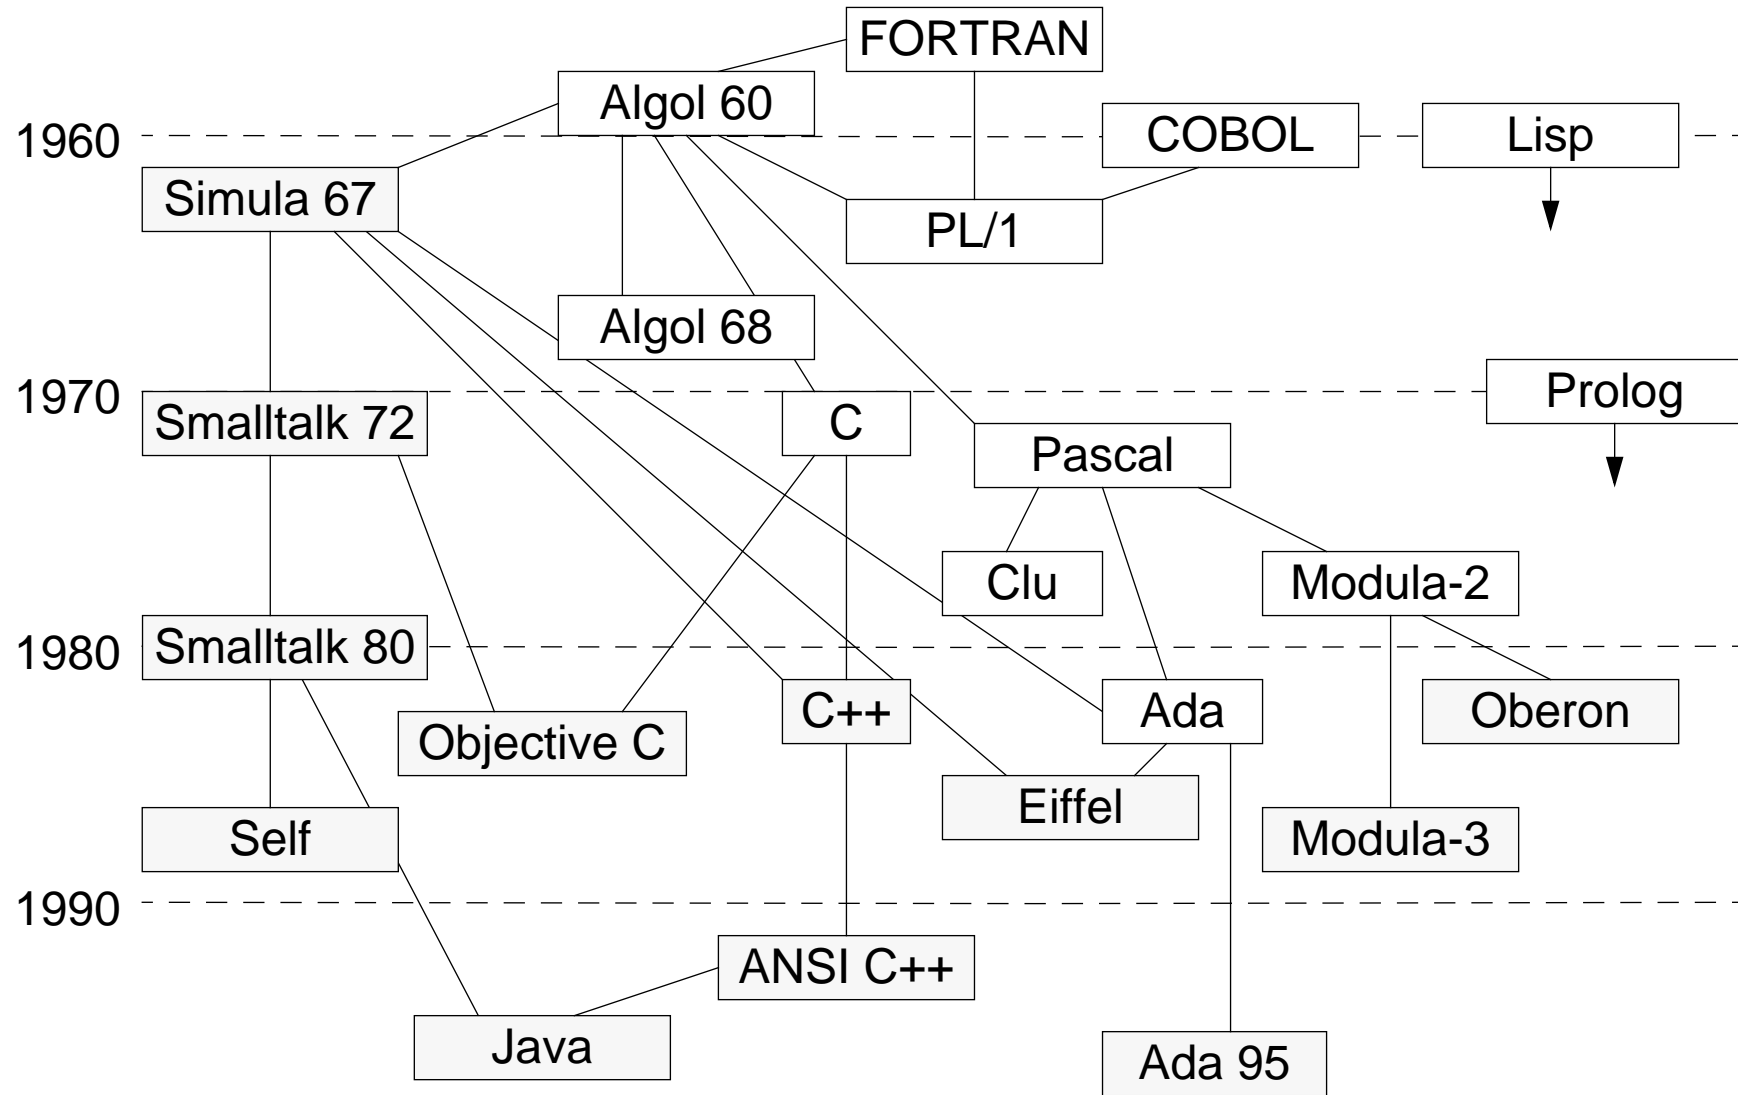 FORTRAN
Algol 60
1960
COBOL
Lisp
Simula 67
PL/1
Algol 68
1970
Prolog
Smalltalk 72
C
Pascal
Clu
Modula-2
1980
Smalltalk 80
C++
Ada
Oberon
Objective C
Eiffel
Self
Modula-3
1990
ANSI C++
Java
Ada 95